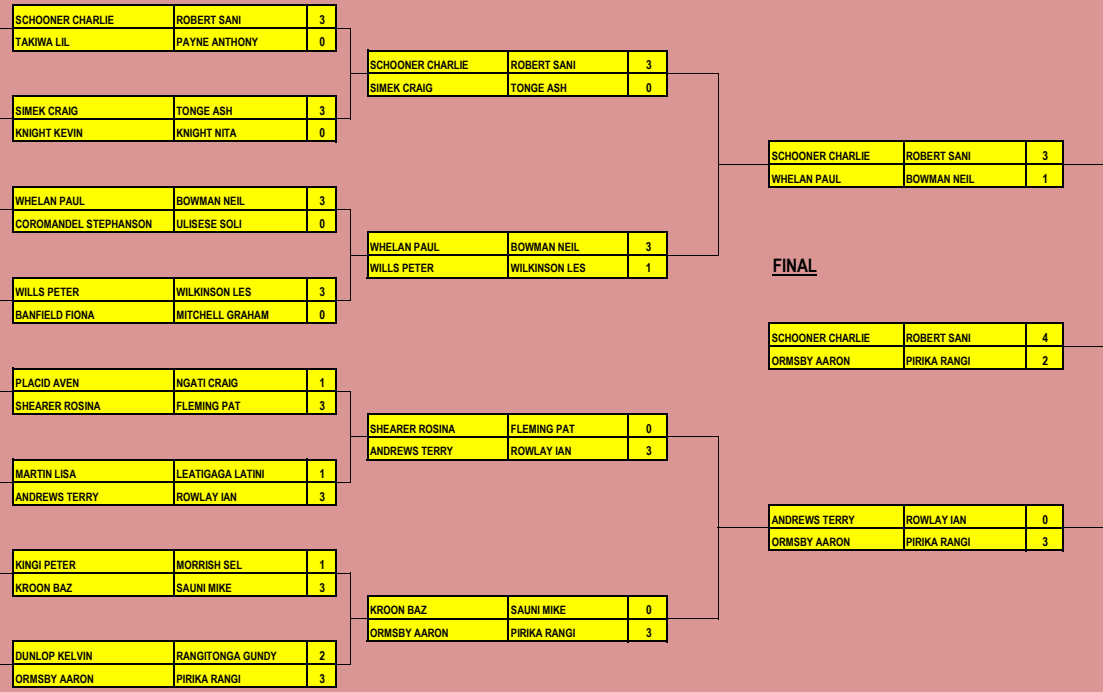 SCHOONER CHARLIE ROBERT SANI 3
TAKIWA LIL PAYNE ANTHONY 0
SIMEK CRAIG TONGE ASH 3
KNIGHT KEVIN KNIGHT NITA 0
WHELAN PAUL BOWMAN NEIL 3
COROMANDEL STEPHANSON ULISESE SOLI 0
WILLS PETER WILKINSON LES 3
BANFIELD FIONA MITCHELL GRAHAM 0
PLACID AVEN NGATI CRAIG 1
SHEARER ROSINA FLEMING PAT 3
MARTIN LISA LEATIGAGA LATINI 1
ANDREWS TERRY ROWLAY IAN 3
KINGI PETER MORRISH SEL 1
KROON BAZ SAUNI MIKE 3
DUNLOP KELVIN RANGITONGA GUNDY 2
ORMSBY AARON PIRIKA RANGI 3
SCHOONER CHARLIE ROBERT SANI 3
SIMEK CRAIG TONGE ASH 0
WHELAN PAUL BOWMAN NEIL 3
WILLS PETER WILKINSON LES 1
SHEARER ROSINA FLEMING PAT 0
ANDREWS TERRY ROWLAY IAN 3
KROON BAZ SAUNI MIKE 0
ORMSBY AARON PIRIKA RANGI 3
SCHOONER CHARLIE ROBERT SANI 3
WHELAN PAUL BOWMAN NEIL 1
FINAL
SCHOONER CHARLIE ROBERT SANI 4
ORMSBY AARON PIRIKA RANGI 2
ANDREWS TERRY ROWLAY IAN 0
ORMSBY AARON PIRIKA RANGI 3